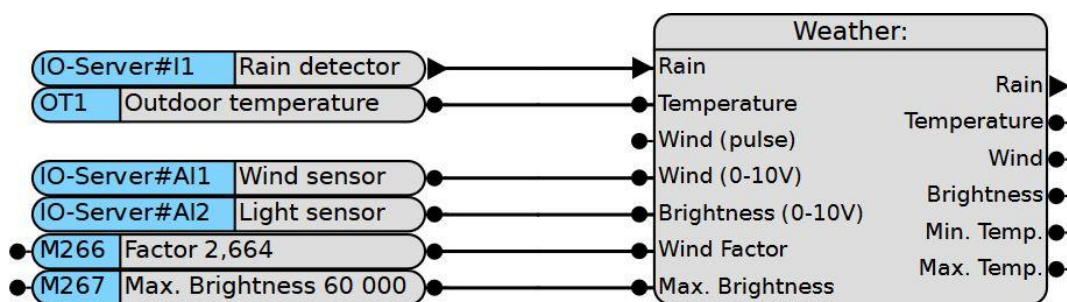 Weather:
IO-Server#I1 Rain detector
OT1 Outdoor temperature
IO-Server#AI1 Wind sensor
IO-Server#AI2 Light sensor
M266 Factor 2,664
M267 Max. Brightness 60 000
Rain
Temperature
Wind (pulse)
Wind (0-10V)
Brightness (0-10V)
Wind Factor
Max. Brightness
Rain
Temperature
Wind
Brightness
Min. Temp.
Max. Temp.